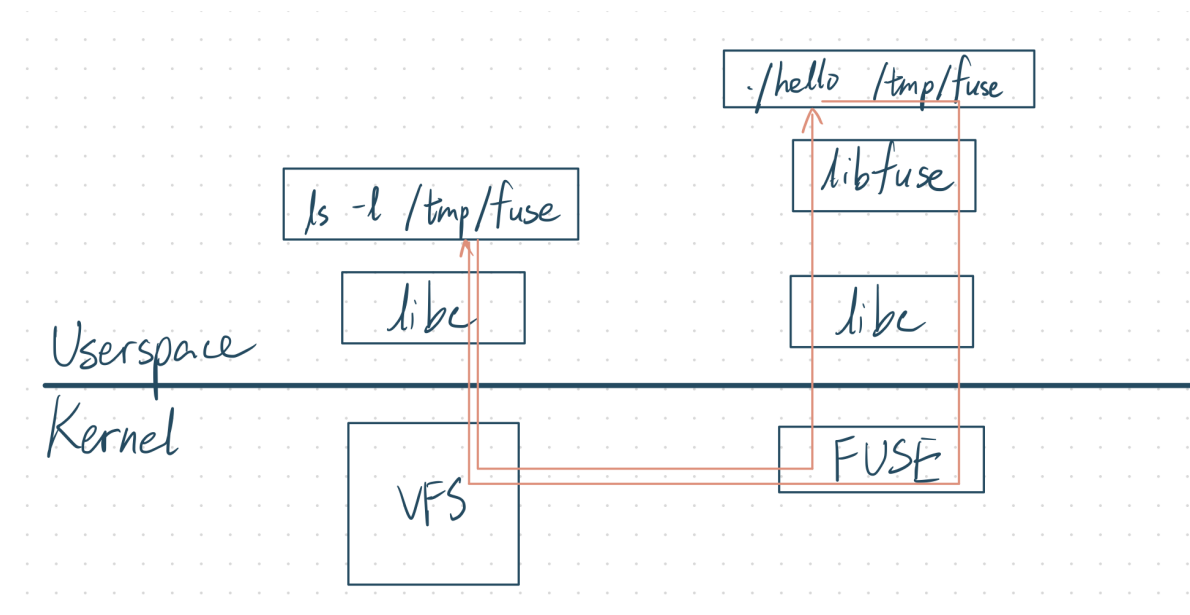 ./hello /tmp/fuse
libfuse
ls -l /tmp/fuse
libc
libc
Userspace
Kernel
FUSE
VFS